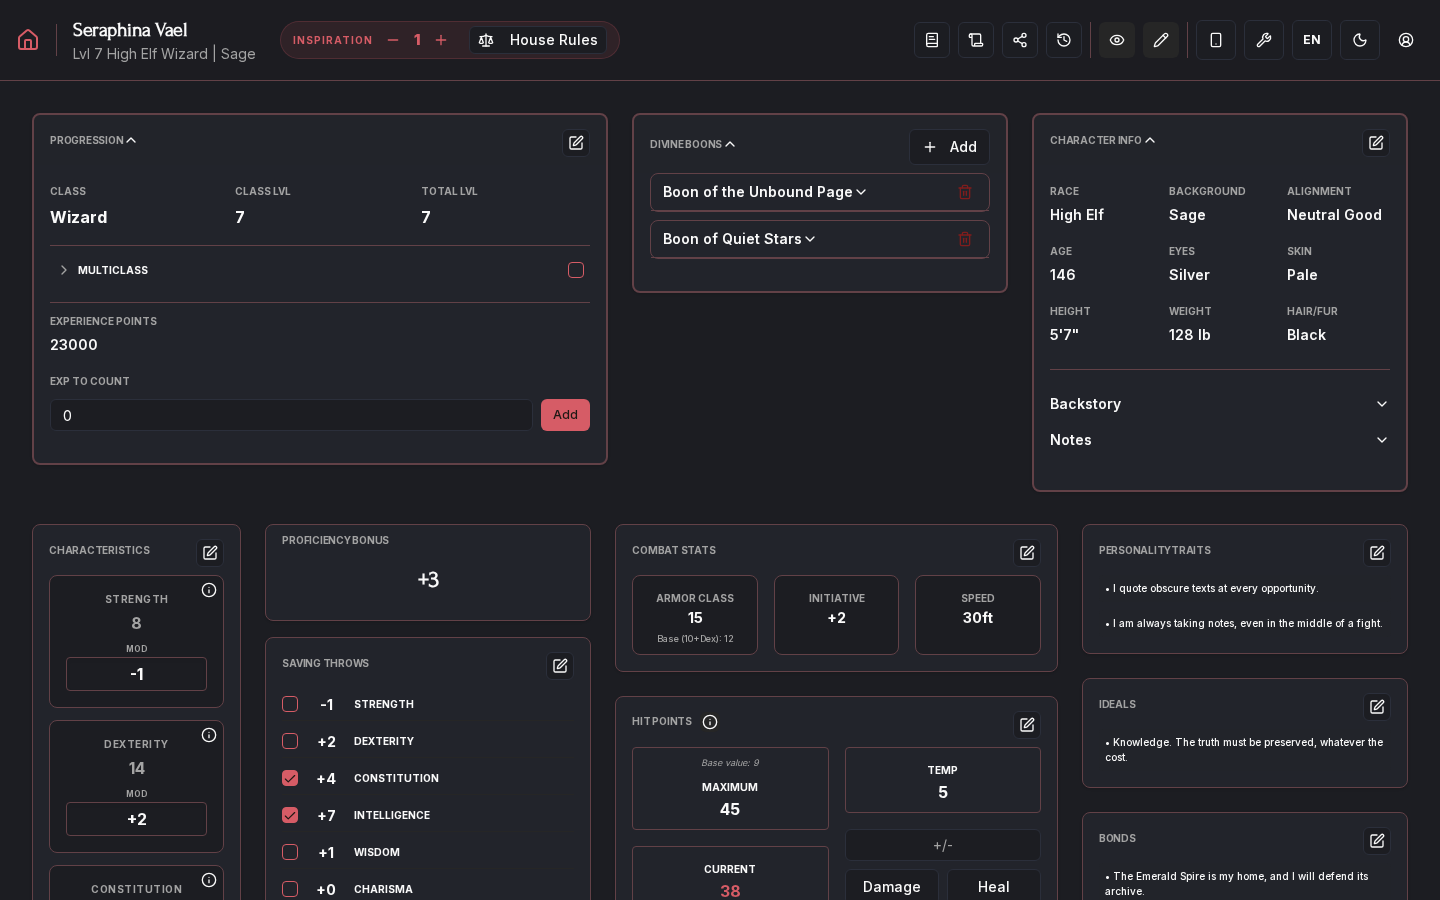 Seraphina Vael
Lvl 7 High Elf Wizard | Sage
INSPIRATION
1
House Rules
EN
PROGRESSION
CLASS
CLASS LVL
TOTAL LVL
Wizard
7
7
MULTICLASS
EXPERIENCE POINTS
23000
EXP TO COUNT
0
Add
DIVINE BOONS
Add
Boon of the Unbound Page
Boon of Quiet Stars
CHARACTER INFO
RACE
BACKGROUND
ALIGNMENT
High Elf
Sage
Neutral Good
AGE
EYES
SKIN
146
Silver
Pale
HEIGHT
WEIGHT
HAIR/FUR
5'7"
128 lb
Black
Backstory
Notes
CHARACTERISTICS
STRENGTH
8
MOD
-1
DEXTERITY
14
MOD
+2
CONSTITUTION
PROFICIENCY BONUS
+3
SAVING THROWS
-1 STRENGTH
+2 DEXTERITY
+4 CONSTITUTION
+7 INTELLIGENCE
+1 WISDOM
+0 CHARISMA
COMBAT STATS
ARMOR CLASS
15
Base (10+Dex): 12
INITIATIVE
+2
SPEED
30ft
HIT POINTS
Base value: 9
MAXIMUM
45
TEMP
5
CURRENT
38
+/-
Damage
Heal
PERSONALITY TRAITS
• I quote obscure texts at every opportunity.
• I am always taking notes, even in the middle of a fight.
IDEALS
• Knowledge. The truth must be preserved, whatever the
cost.
BONDS
• The Emerald Spire is my home, and I will defend its
archive.